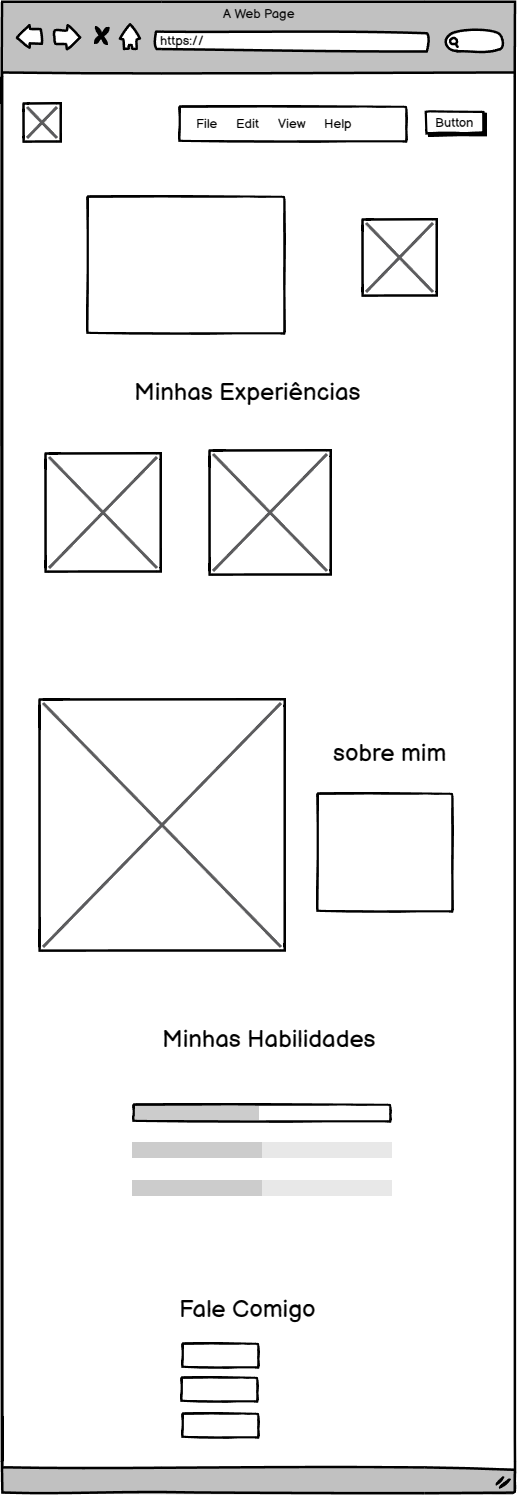 A Web Page
https://
File Edit View Help
Button
Minhas Experiências
sobre mim
Minhas Habilidades
Fale Comigo